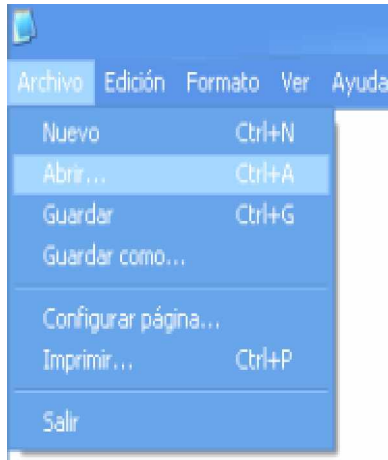 Archivo Edición Formato Ver Ayuda
Nuevo Ctrl+N
Abrir... Ctrl+A
Guardar Ctrl+G
Guardar como...
Configurar página...
Imprimir... Ctrl+P
Salir